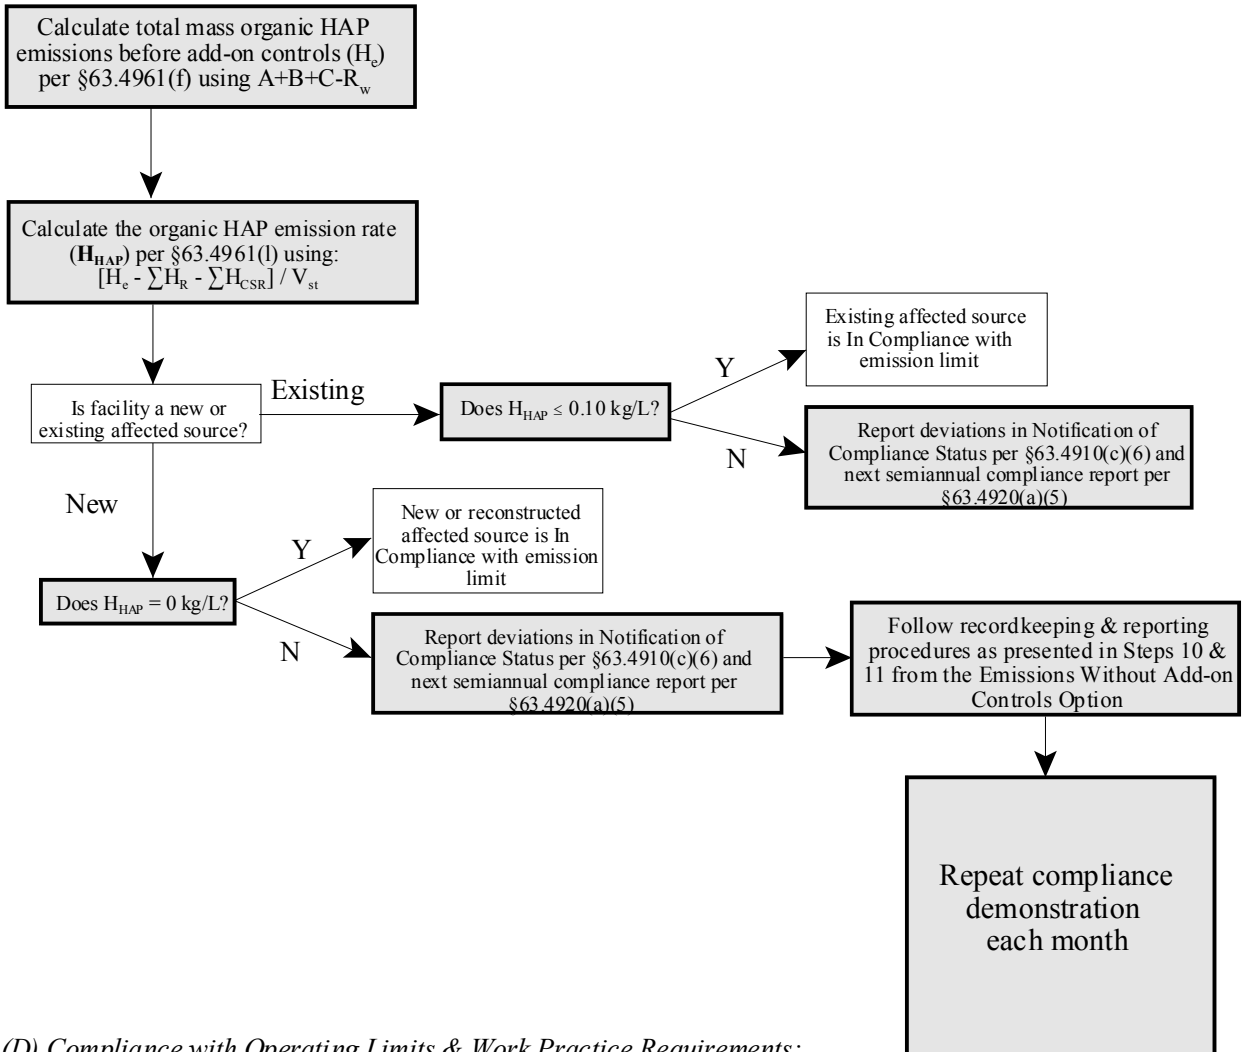 Calculate total mass organic HAP
emissions before add-on controls (He)
per §63.4961(f) using A+B+C-Rw
Calculate the organic HAP emission rate
(HHAP) per §63.4961(l) using:
[He - ∑HR - ∑HCSR] / Vst
Is facility a new or
existing affected source?
Existing
Does HHAP ≤ 0.10 kg/L?
Y
Existing affected source
is In Compliance with
emission limit
N
Report deviations in Notification of
Compliance Status per §63.4910(c)(6) and
next semiannual compliance report per
§63.4920(a)(5)
New
Does HHAP = 0 kg/L?
Y
New or reconstructed
affected source is In
Compliance with emission
limit
N
Report deviations in Notification of
Compliance Status per §63.4910(c)(6) and
next semiannual compliance report per
§63.4920(a)(5)
Follow recordkeeping & reporting
procedures as presented in Steps 10 &
11 from the Emissions Without Add-on
Controls Option
Repeat compliance
demonstration
each month
(D) Compliance with Operating Limits & Work Practice Requirements: